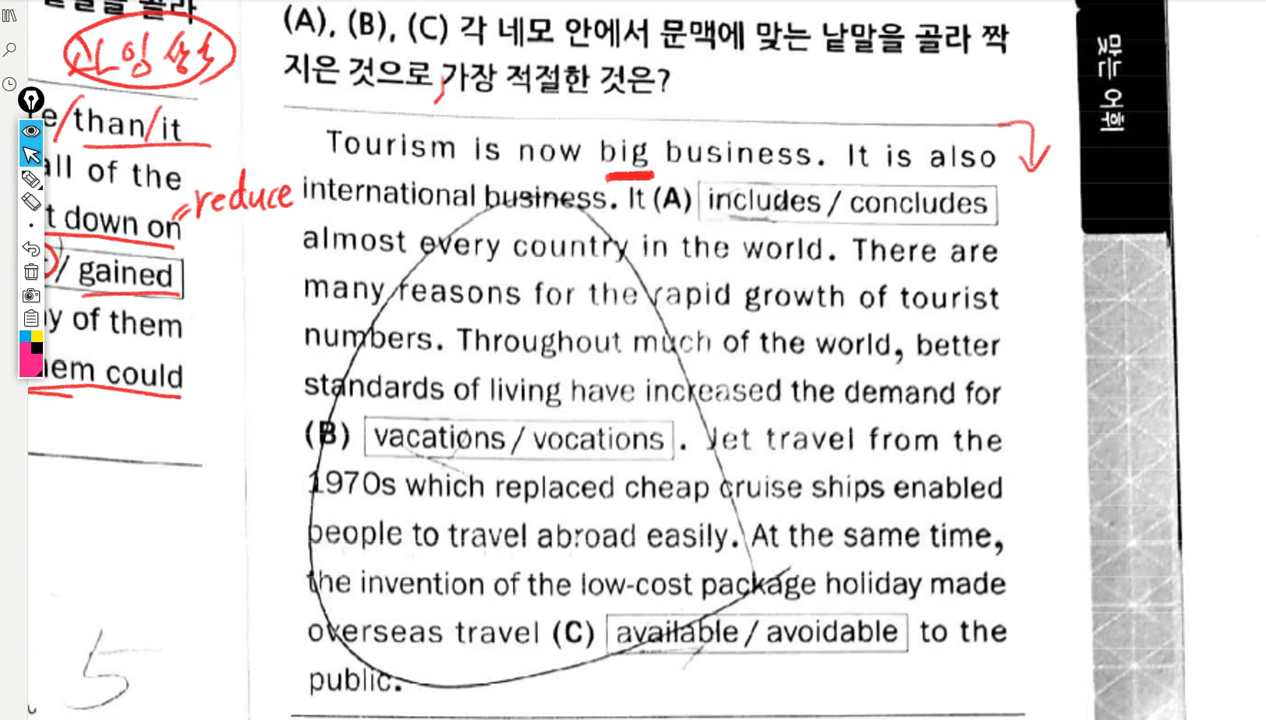 (A), (B), (C) 각 네모 안에서 문맥에 맞는 낱말을 골라 짝
지은 것으로 가장 적절한 것은?
e/than/it
all of the
t down on
reduce
/ gained
y of them
hem could
5
Tourism is now big business. It is also
international business. It (A) includes / concludes
almost every country in the world. There are
many reasons for the rapid growth of tourist
numbers. Throughout much of the world, better
standards of living have increased the demand for
(B) vacations / vocations . Jet travel from the
1970s which replaced cheap cruise ships enabled
people to travel abroad easily. At the same time,
the invention of the low-cost package holiday made
overseas travel (C) available / avoidable to the
public.
맞는 어휘